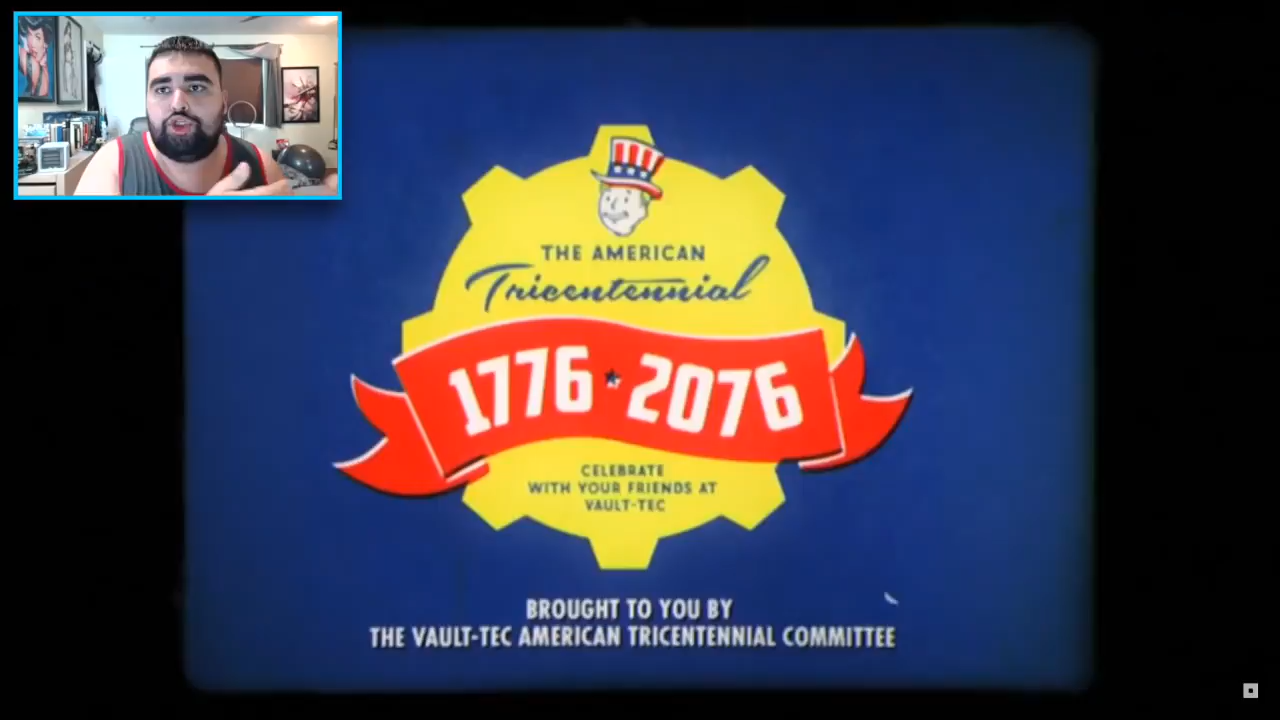 THE AMERICAN
Tricentennial
1776 ★ 2076
CELEBRATE
WITH YOUR FRIENDS AT
VAULT-TEC
BROUGHT TO YOU BY
THE VAULT-TEC AMERICAN TRICENTENNIAL COMMITTEE